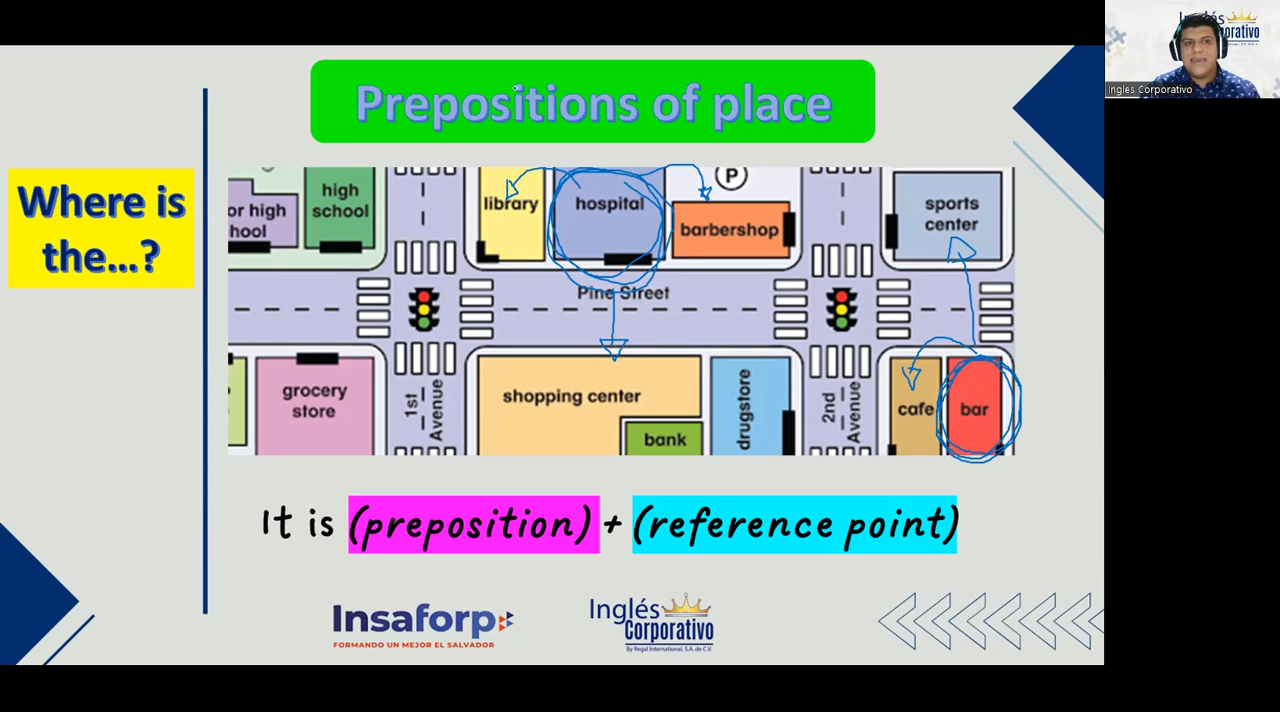 Inglés
Corporativo
Ingles Corporativo
Prepositions of place
Where is
the...?
high
school
or high
hool
library
hospital
barbershop
P
sports
center
Pine Street
grocery
store
1st
Avenue
shopping center
bank
drugstore
2nd
Avenue
cafe
bar
It is (preposition) + (reference point)
Insaforp
FORMANDO UN MEJOR EL SALVADOR
Inglés
Corporativo
By Regal International, S.A. de C.V.